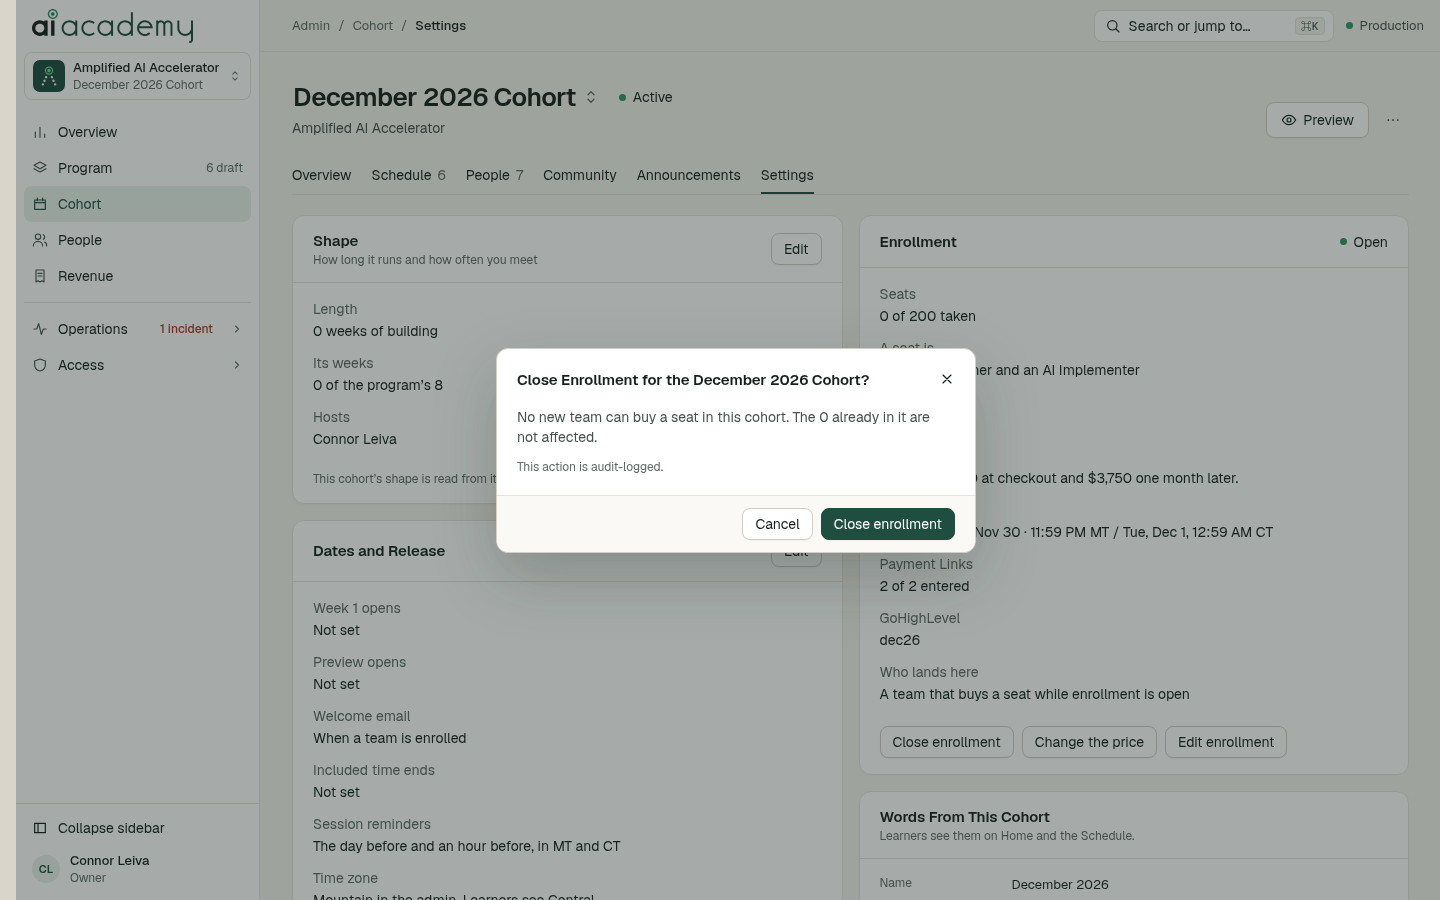 ai academy
Amplified AI Accelerator
December 2026 Cohort
Overview
Program 6 draft
Cohort
People
Revenue
Operations 1 incident
Access
Collapse sidebar
CL
Connor Leiva
Owner
Admin / Cohort / Settings
Search or jump to... ⌘K
Production
December 2026 Cohort
Active
Amplified AI Accelerator
Preview
Overview Schedule 6 People 7 Community Announcements Settings
Shape
How long it runs and how often you meet
Edit
Length
0 weeks of building
Its weeks
0 of the program's 8
Hosts
Connor Leiva
This cohort's shape is read from it
Dates and Release
Edit
Week 1 opens
Not set
Preview opens
Not set
Welcome email
When a team is enrolled
Included time ends
Not set
Session reminders
The day before and an hour before, in MT and CT
Time zone
Mountain in the admin. Learners see Central.
Enrollment
Open
Seats
0 of 200 taken
A seat is
and an AI Implementer
at checkout and $3,750 one month later.
Nov 30 · 11:59 PM MT / Tue, Dec 1, 12:59 AM CT
Payment Links
2 of 2 entered
GoHighLevel
dec26
Who lands here
A team that buys a seat while enrollment is open
Close enrollment
Change the price
Edit enrollment
Words From This Cohort
Learners see them on Home and the Schedule.
Name December 2026
Close Enrollment for the December 2026 Cohort?
No new team can buy a seat in this cohort. The 0 already in it are
not affected.
This action is audit-logged.
Cancel
Close enrollment